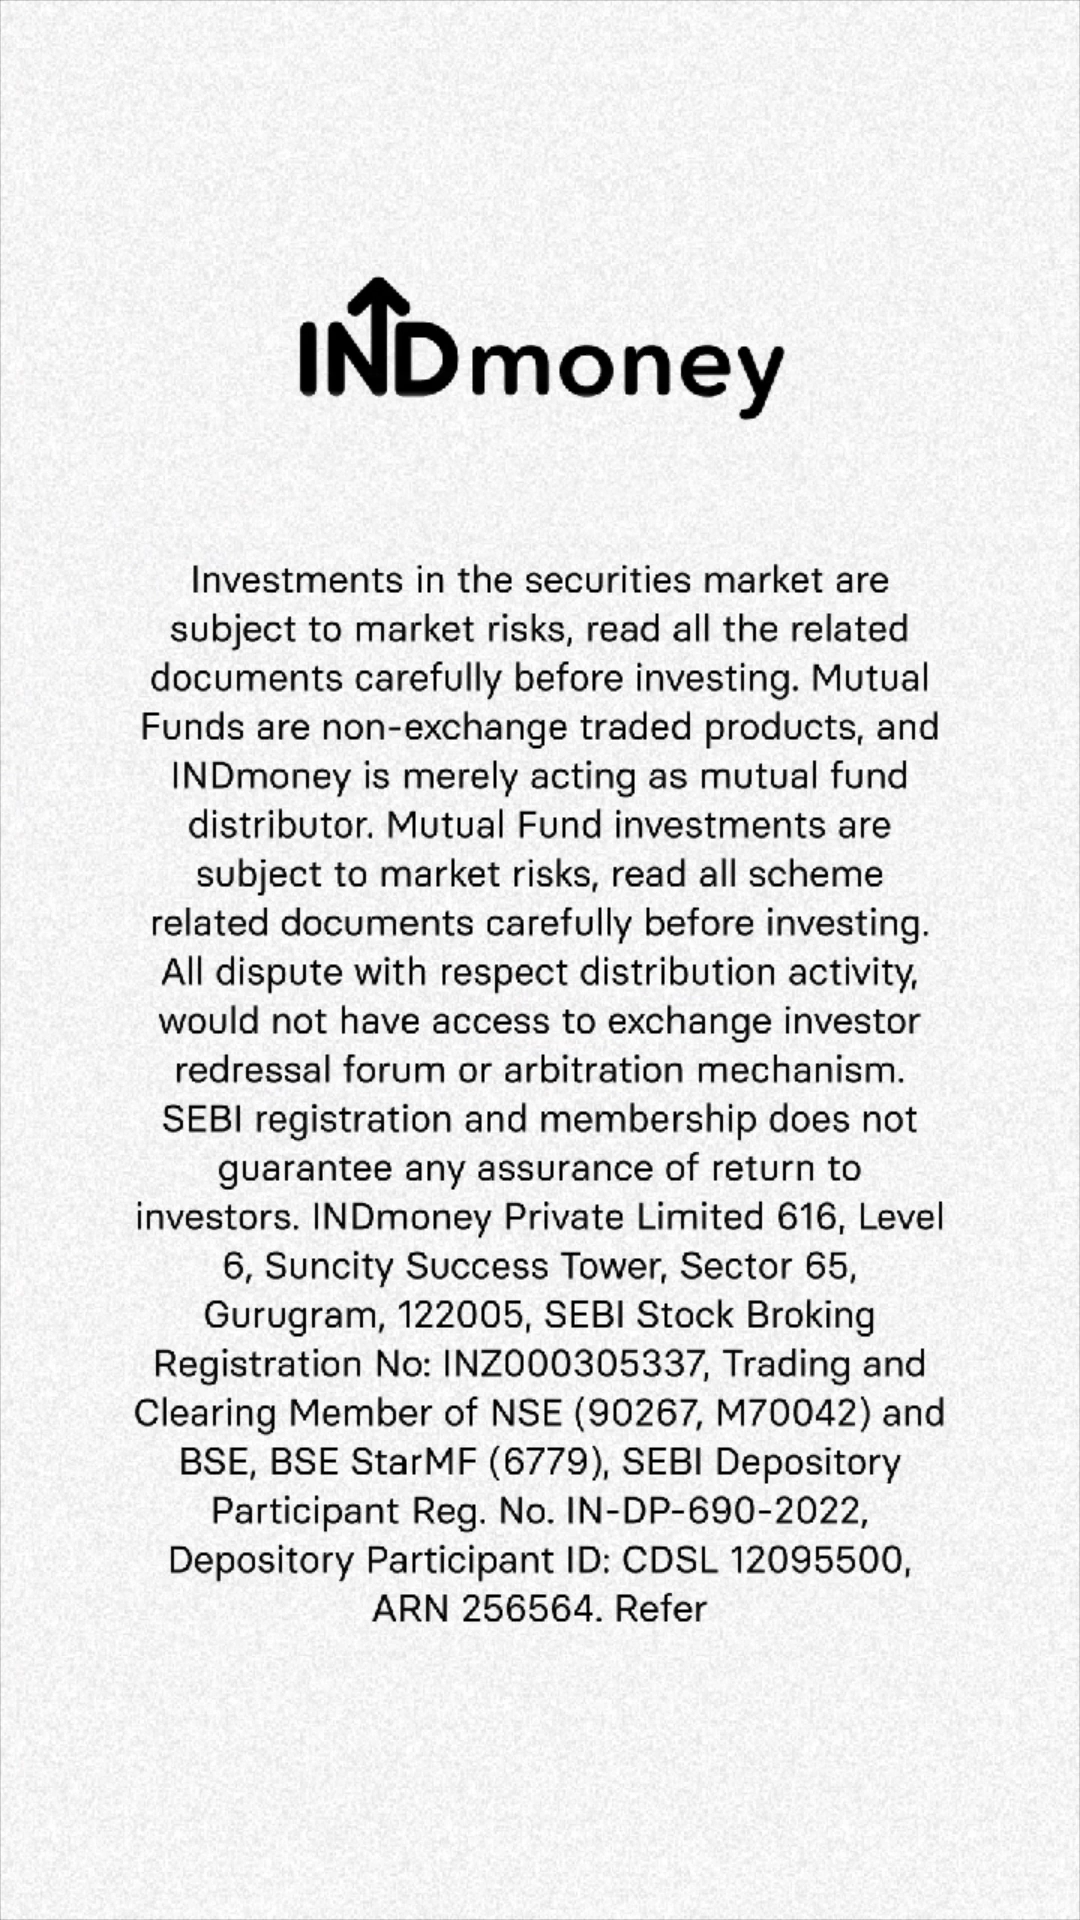 INDmoney
Investments in the securities market are
subject to market risks, read all the related
documents carefully before investing. Mutual
Funds are non-exchange traded products, and
INDmoney is merely acting as mutual fund
distributor. Mutual Fund investments are
subject to market risks, read all scheme
related documents carefully before investing.
All dispute with respect distribution activity,
would not have access to exchange investor
redressal forum or arbitration mechanism.
SEBI registration and membership does not
guarantee any assurance of return to
investors. INDmoney Private Limited 616, Level
6, Suncity Success Tower, Sector 65,
Gurugram, 122005, SEBI Stock Broking
Registration No: INZ000305337, Trading and
Clearing Member of NSE (90267, M70042) and
BSE, BSE StarMF (6779), SEBI Depository
Participant Reg. No. IN-DP-690-2022,
Depository Participant ID: CDSL 12095500,
ARN 256564. Refer